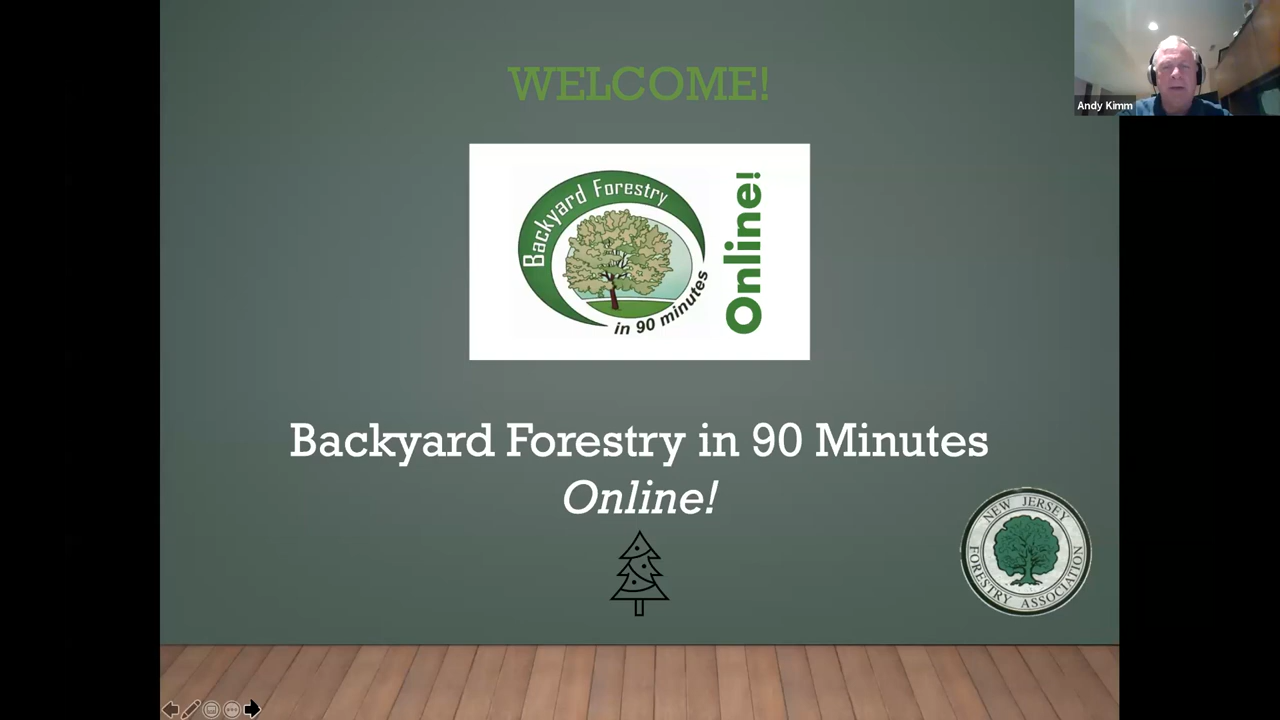 WELCOME!
Andy Kimm
Backyard Forestry
in 90 minutes
Online!
Backyard Forestry in 90 Minutes
Online!
NEW JERSEY
FORESTRY ASSOCIATION